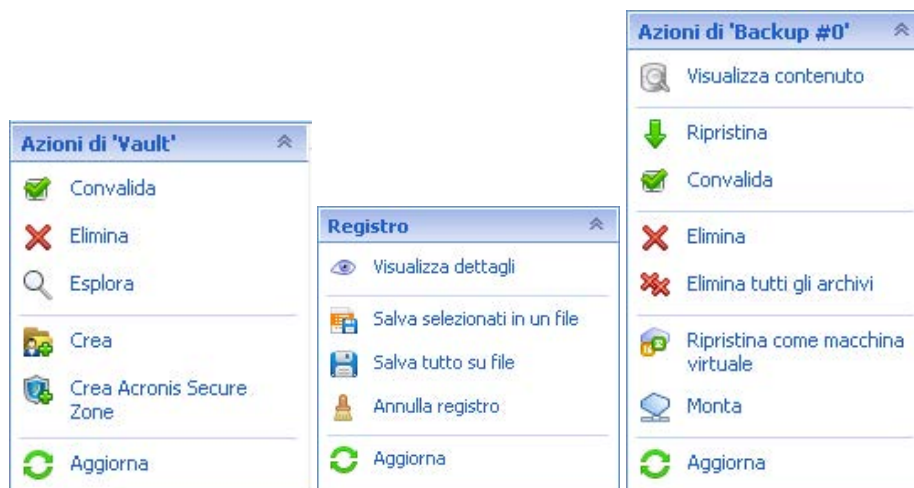 Azioni di 'Vault'
Convalida
Elimina
Esplora
Crea
Crea Acronis Secure
Zone
Aggiorna
Registro
Visualizza dettagli
Salva selezionati in un file
Salva tutto su file
Annulla registro
Aggiorna
Azioni di 'Backup #0'
Visualizza contenuto
Ripristina
Convalida
Elimina
Elimina tutti gli archivi
Ripristina come macchina
virtuale
Monta
Aggiorna